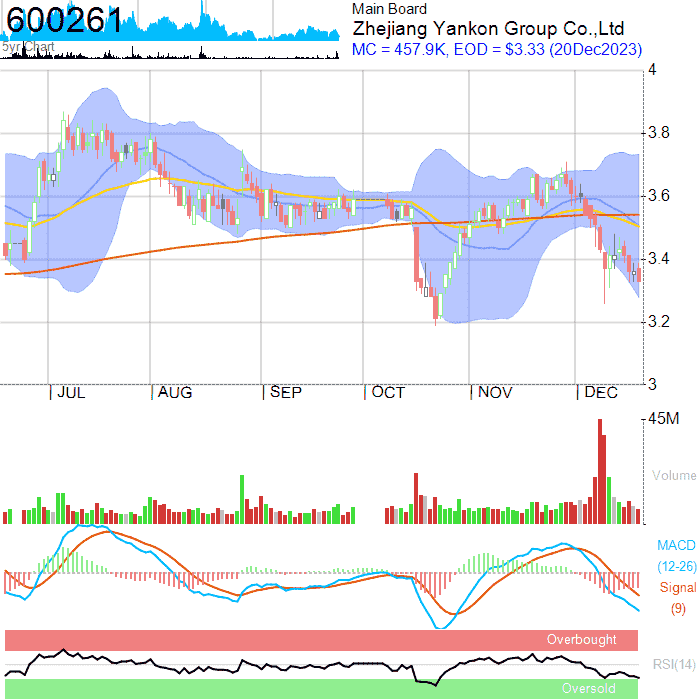 600261
5yr Chart
Main Board
Zhejiang Yankon Group Co.,Ltd
MC = 457.9K, EOD = $3.33 (20Dec2023)
4
3.8
3.6
3.4
3.2
3
JUL AUG SEP OCT NOV DEC
45M
Volume
MACD
(12-26)
Signal
(9)
Overbought
RSI(14)
Oversold